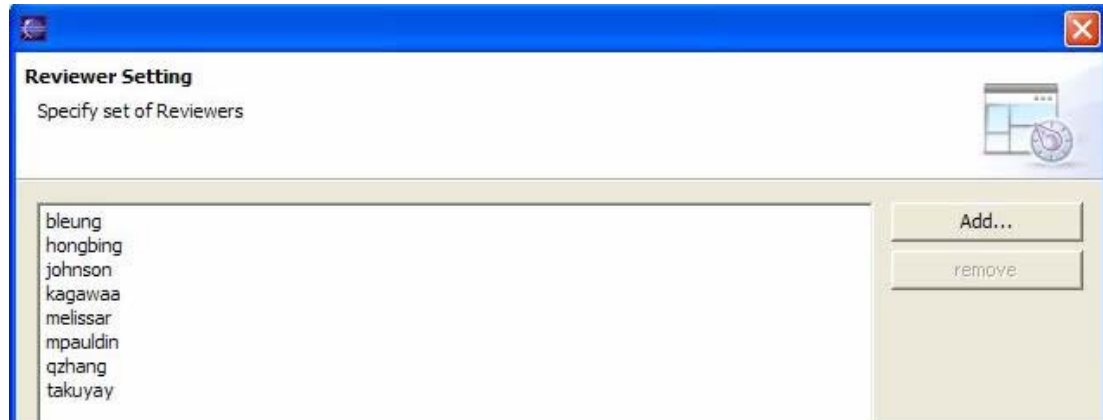 Reviewer Setting
Specify set of Reviewers
bleung
hongbing
johnson
kagawaa
melissar
mpauldin
qzhang
takuyay
Add...
remove